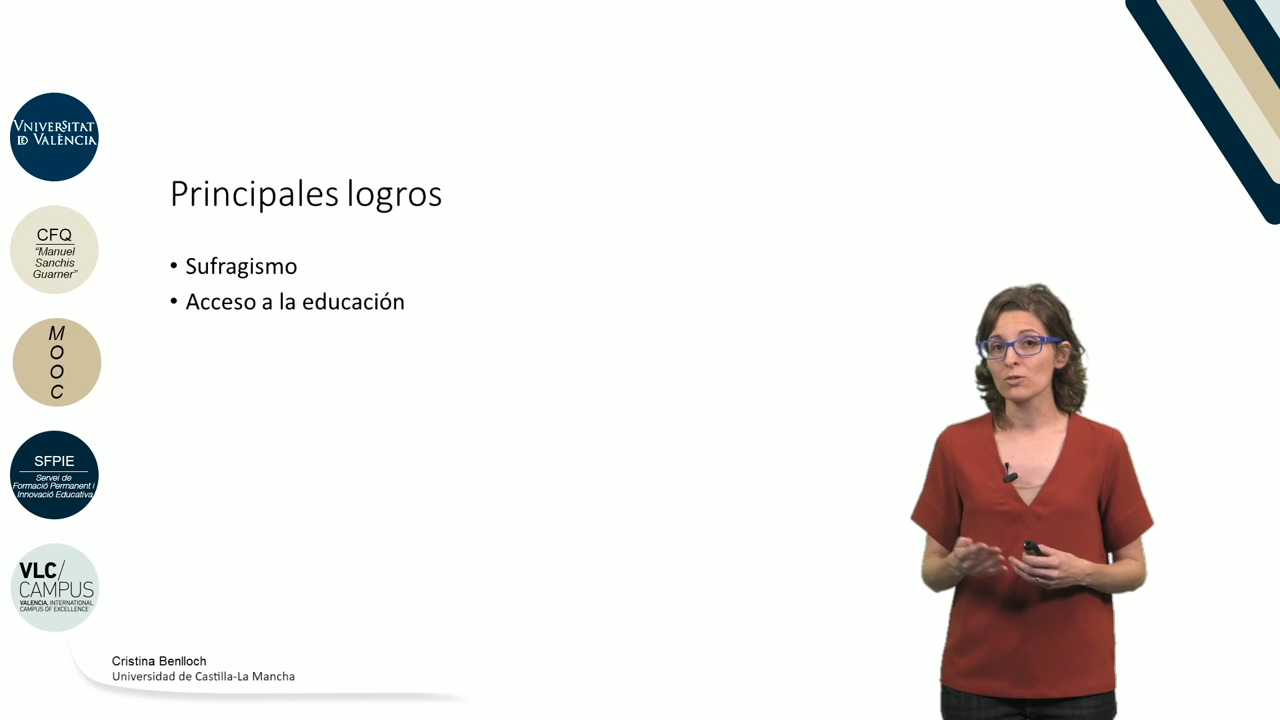 VNIVERSITAT
ID VALÈNCIA
CFQ
“Manuel
Sanchis
Guarner”
M
O
O
C
SFPIE
Servei de
Formació Permanent i
Innovació Educativa
VLC/
CAMPUS
VALENCIA, INTERNATIONAL
CAMPUS OF EXCELLENCE
Principales logros
• Sufragismo
• Acceso a la educación
Cristina Benlloch
Universidad de Castilla-La Mancha